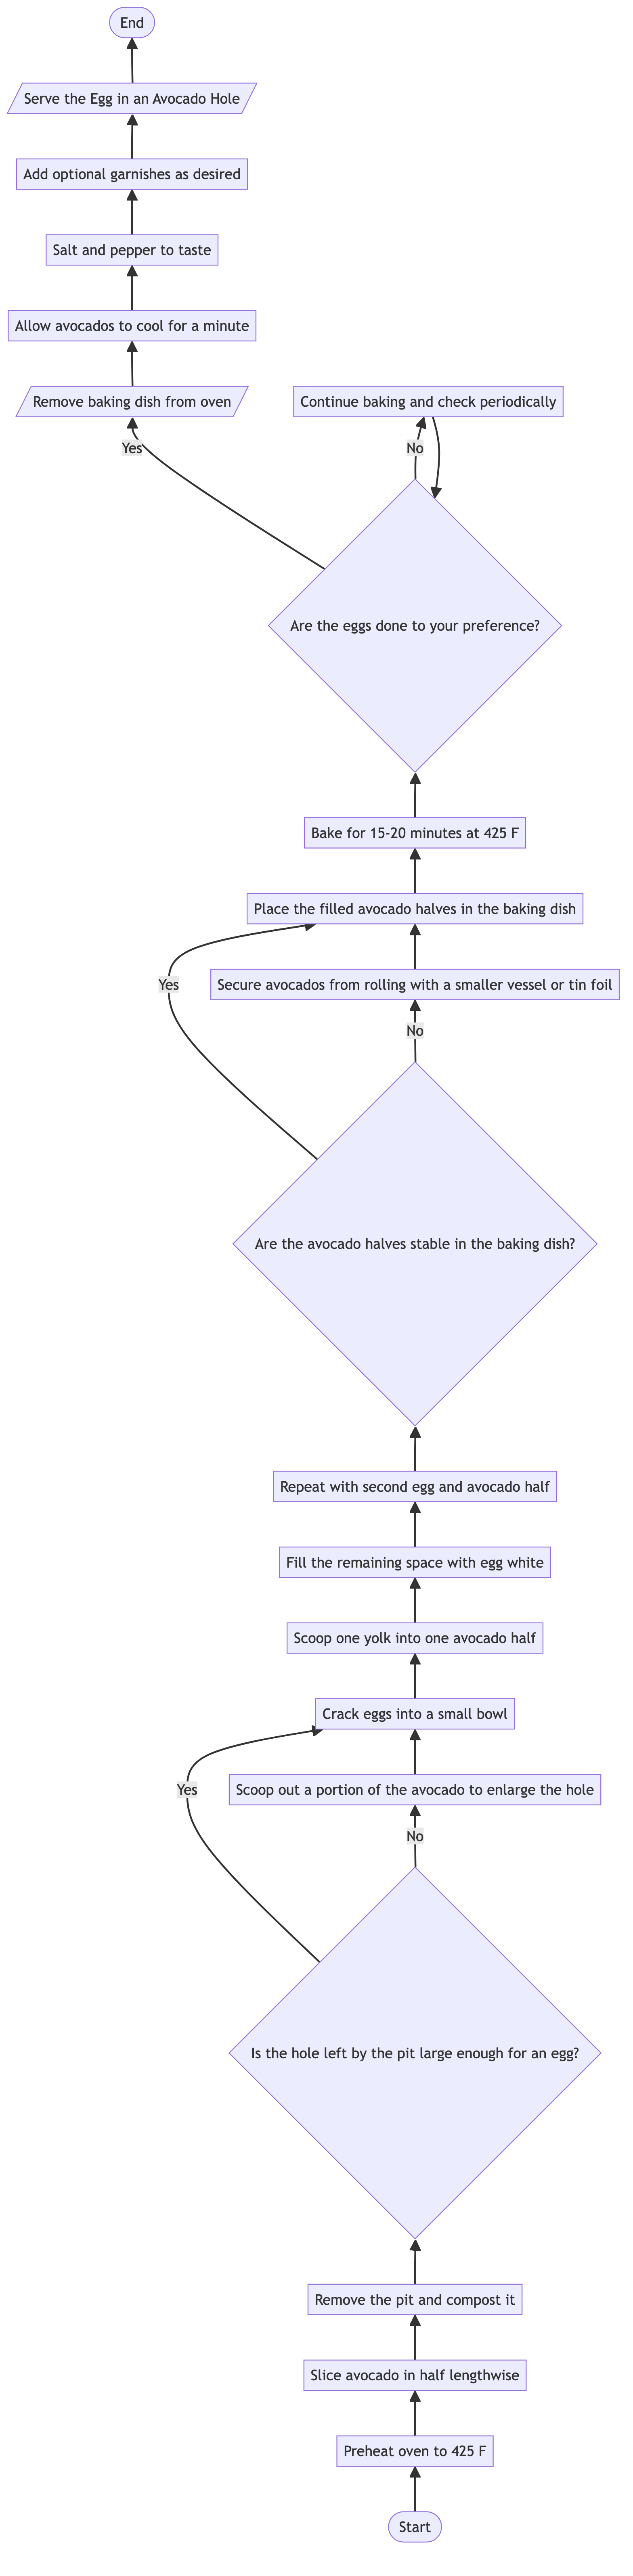 End
Serve the Egg in an Avocado Hole
Add optional garnishes as desired
Salt and pepper to taste
Allow avocados to cool for a minute
Remove baking dish from oven
Continue baking and check periodically
Yes
No
Are the eggs done to your preference?
Bake for 15-20 minutes at 425 F
Place the filled avocado halves in the baking dish
Yes
Secure avocados from rolling with a smaller vessel or tin foil
No
Are the avocado halves stable in the baking dish?
Repeat with second egg and avocado half
Fill the remaining space with egg white
Scoop one yolk into one avocado half
Crack eggs into a small bowl
Yes
Scoop out a portion of the avocado to enlarge the hole
No
Is the hole left by the pit large enough for an egg?
Remove the pit and compost it
Slice avocado in half lengthwise
Preheat oven to 425 F
Start